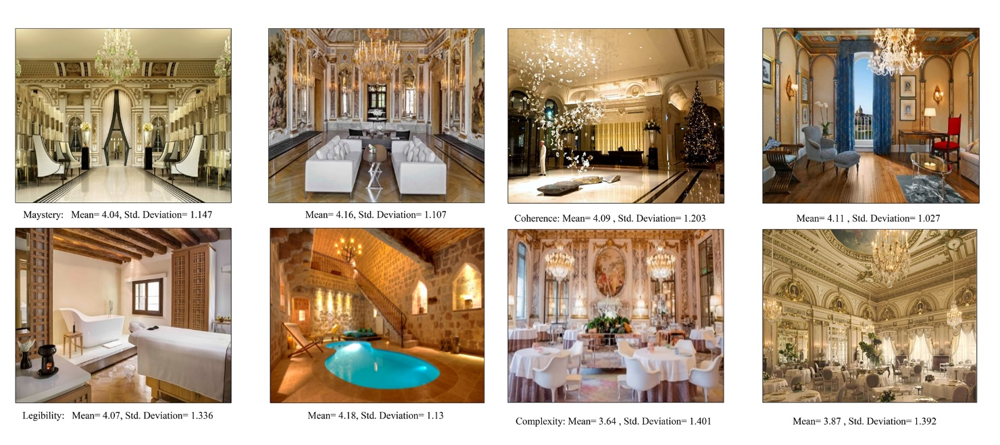 Maystery: Mean= 4.04, Std. Deviation= 1.147
Mean= 4.16, Std. Deviation= 1.107
Coherence: Mean= 4.09 , Std. Deviation= 1.203
Mean= 4.11 , Std. Deviation= 1.027
Legibility: Mean= 4.07, Std. Deviation= 1.336
Mean= 4.18, Std. Deviation= 1.13
Complexity: Mean= 3.64 , Std. Deviation= 1.401
Mean= 3.87 , Std. Deviation= 1.392